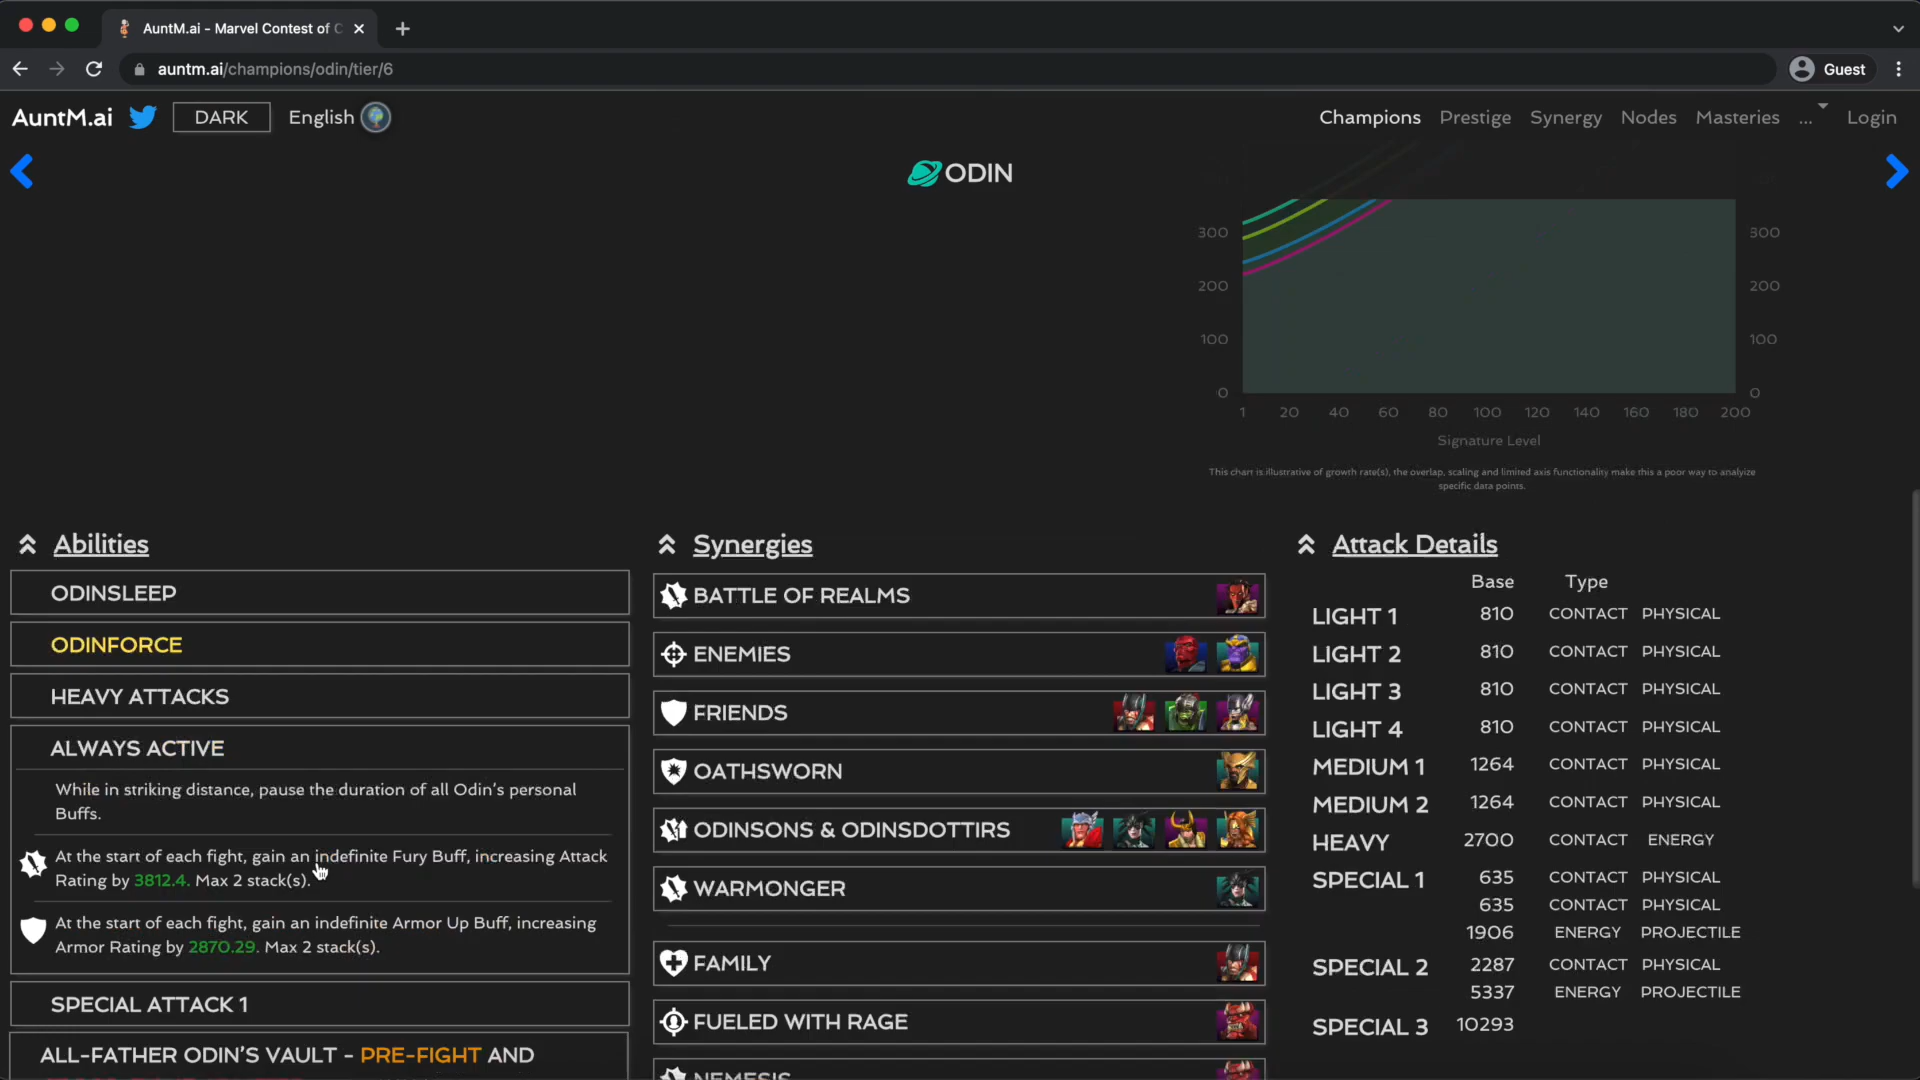 AuntM.ai - Marvel Contest of C
auntm.ai/champions/odin/tier/6
Guest
AuntM.ai
DARK
English
Champions
Prestige
Synergy
Nodes
Masteries
...
Login
ODIN
300
200
100
0
300
200
100
0
1 20 40 60 80 100 120 140 160 180 200
Signature Level
This chart is illustrative of growth rate(s), the overlap, scaling and limited axis functionality make this a poor way to analyize
specific data points.
Abilities
ODINSLEEP
ODINFORCE
HEAVY ATTACKS
ALWAYS ACTIVE
While in striking distance, pause the duration of all Odin's personal
Buffs.
At the start of each fight, gain an indefinite Fury Buff, increasing Attack
Rating by 3812.4. Max 2 stack(s).
At the start of each fight, gain an indefinite Armor Up Buff, increasing
Armor Rating by 2870.29. Max 2 stack(s).
SPECIAL ATTACK 1
ALL-FATHER ODIN'S VAULT - PRE-FIGHT AND
Synergies
BATTLE OF REALMS
ENEMIES
FRIENDS
OATHSWORN
ODINSONS & ODINSDOTTIRS
WARMONGER
FAMILY
FUELED WITH RAGE
NEMESIS
Attack Details
Base Type
LIGHT 1 810 CONTACT PHYSICAL
LIGHT 2 810 CONTACT PHYSICAL
LIGHT 3 810 CONTACT PHYSICAL
LIGHT 4 810 CONTACT PHYSICAL
MEDIUM 1 1264 CONTACT PHYSICAL
MEDIUM 2 1264 CONTACT PHYSICAL
HEAVY 2700 CONTACT ENERGY
SPECIAL 1 635 CONTACT PHYSICAL
635 CONTACT PHYSICAL
1906 ENERGY PROJECTILE
SPECIAL 2 2287 CONTACT PHYSICAL
5337 ENERGY PROJECTILE
SPECIAL 3 10293